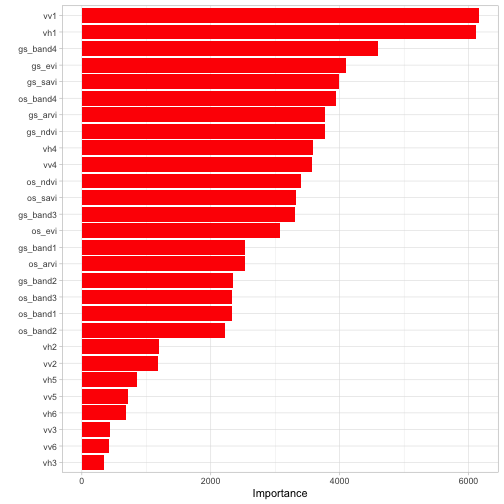 vv1
vh1
gs_band4
gs_evi
gs_savi
os_band4
gs_arvi
gs_ndvi
vh4
vv4
os_ndvi
os_savi
gs_band3
os_evi
gs_band1
os_arvi
gs_band2
os_band3
os_band1
os_band2
vh2
vv2
vh5
vv5
vh6
vv3
vv6
vh3
0 2000 4000 6000
Importance